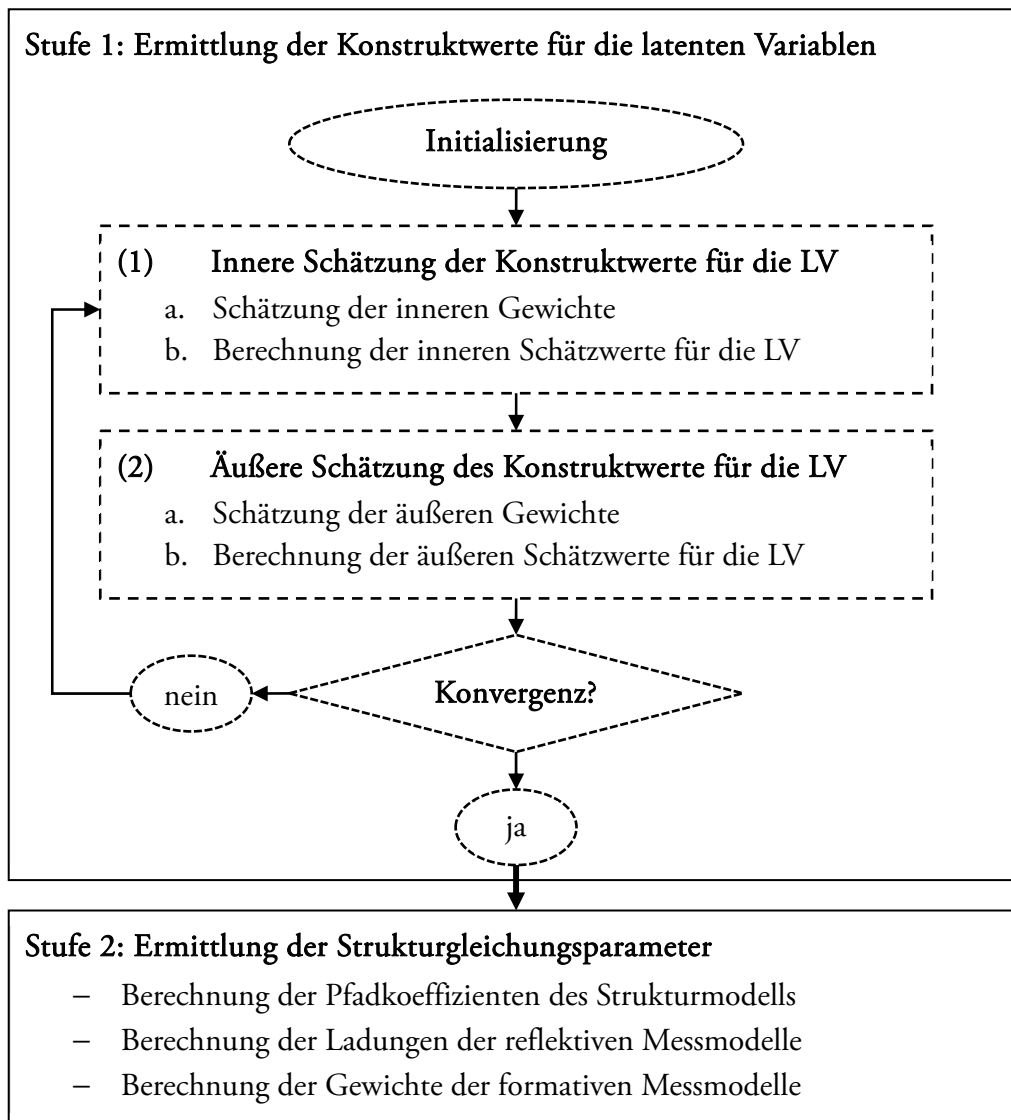 Stufe 1: Ermittlung der Konstruktwerte für die latenten Variablen
Initialisierung
(1) Innere Schätzung der Konstruktwerte für die LV
a. Schätzung der inneren Gewichte
b. Berechnung der inneren Schätzwerte für die LV
(2) Äußere Schätzung des Konstruktwerte für die LV
a. Schätzung der äußeren Gewichte
b. Berechnung der äußeren Schätzwerte für die LV
nein
Konvergenz?
ja
Stufe 2: Ermittlung der Strukturgleichungsparameter
– Berechnung der Pfadkoeffizienten des Strukturmodells
– Berechnung der Ladungen der reflektiven Messmodelle
– Berechnung der Gewichte der formativen Messmodelle